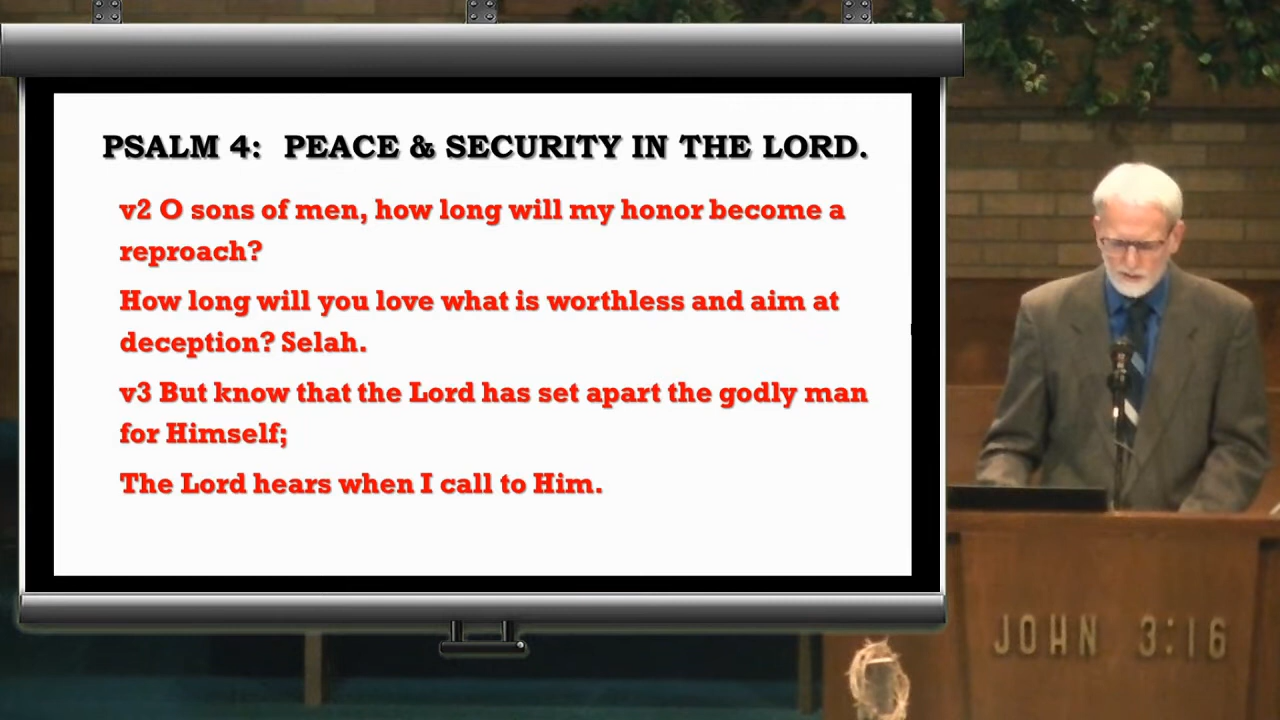 PSALM 4: PEACE & SECURITY IN THE LORD.
v2 O sons of men, how long will my honor become a
reproach?
How long will you love what is worthless and aim at
deception? Selah.
v3 But know that the Lord has set apart the godly man
for Himself;
The Lord hears when I call to Him.
JOHN 3:16